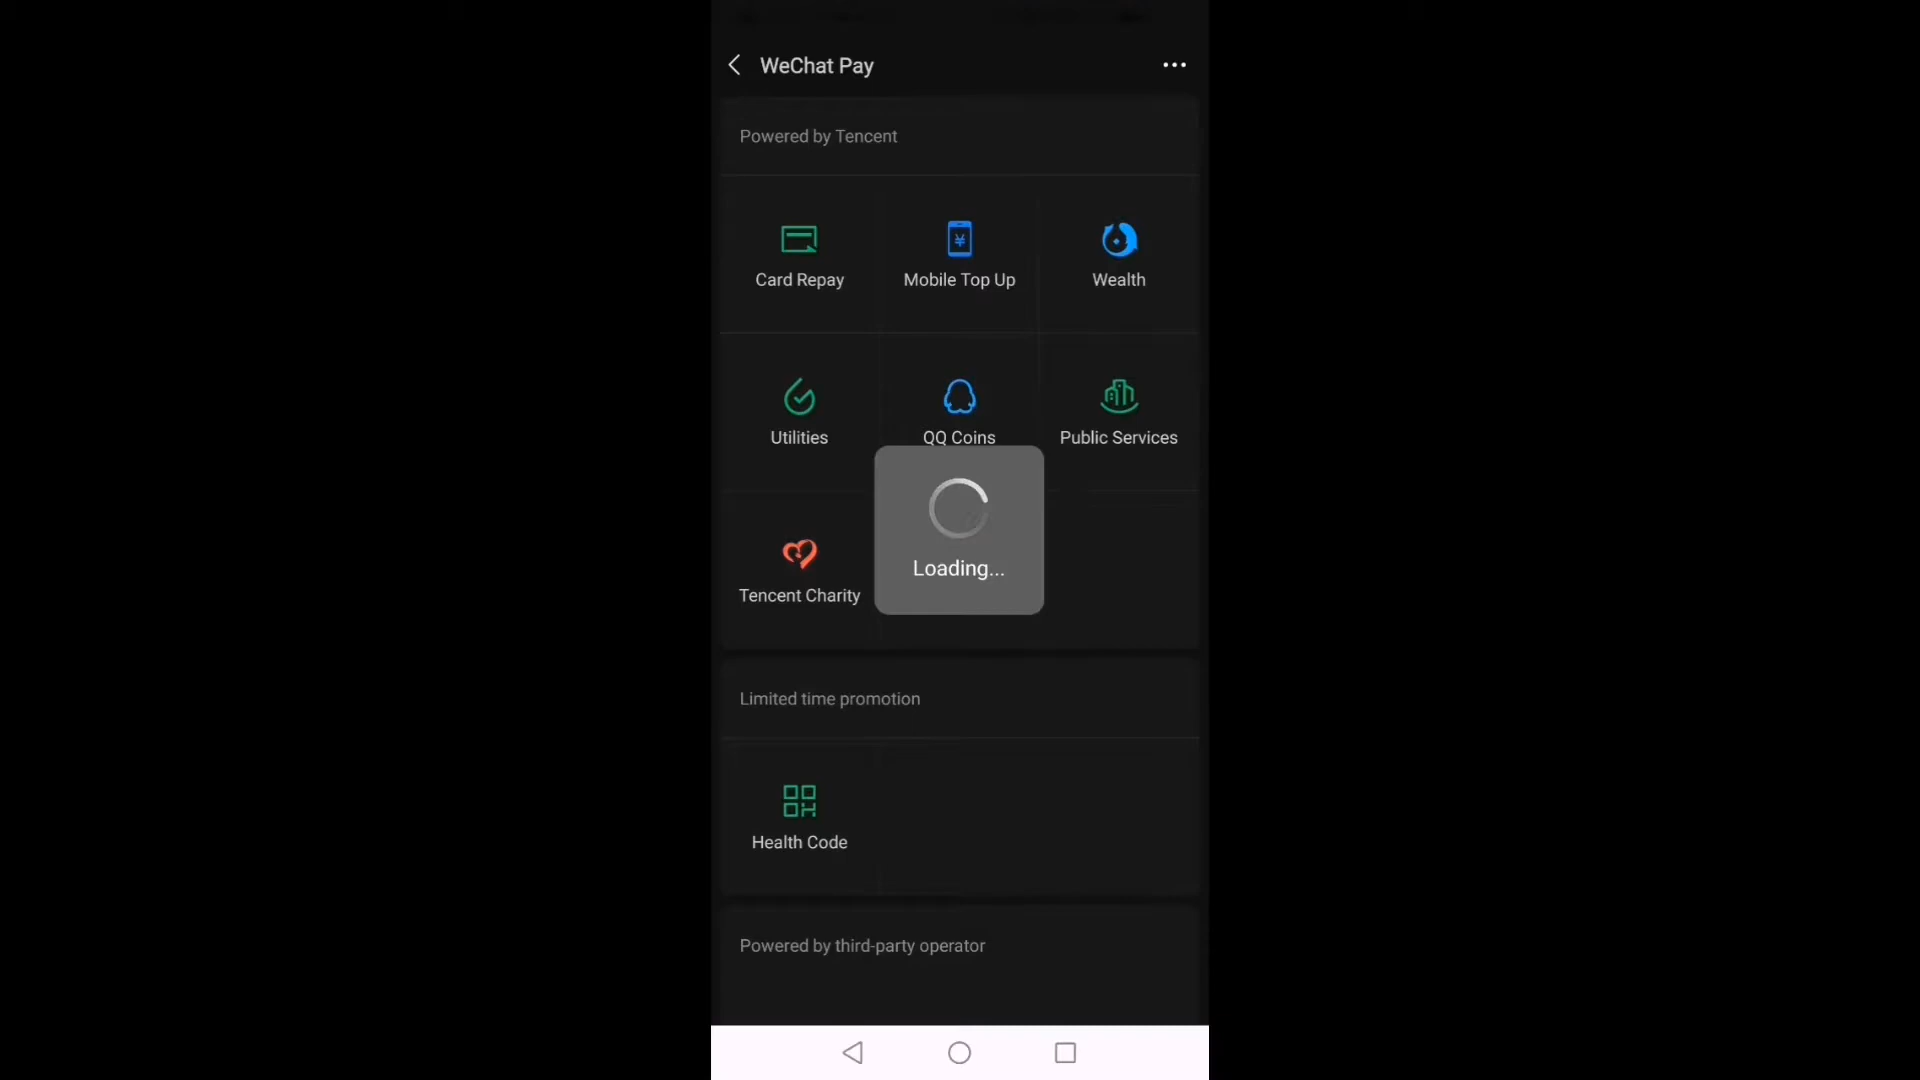 WeChat Pay
Powered by Tencent
Card Repay
Mobile Top Up
Wealth
Utilities
QQ Coins
Public Services
Loading...
Tencent Charity
Limited time promotion
Health Code
Powered by third-party operator